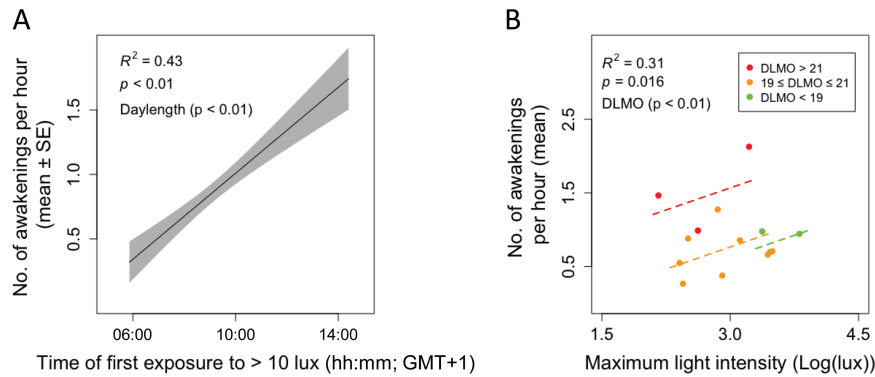 A
R² = 0.43
p < 0.01
Daylength (p < 0.01)
No. of awakenings per hour
(mean ± SE)
1.5
1.0
0.5
06:00 10:00 14:00
Time of first exposure to > 10 lux (hh:mm; GMT+1)
B
R² = 0.31
p = 0.016
DLMO (p < 0.01)
DLMO > 21
19 ≤ DLMO ≤ 21
DLMO < 19
No. of awakenings
per hour (mean)
2.5
1.5
0.5
1.5 3.0 4.5
Maximum light intensity (Log(lux))